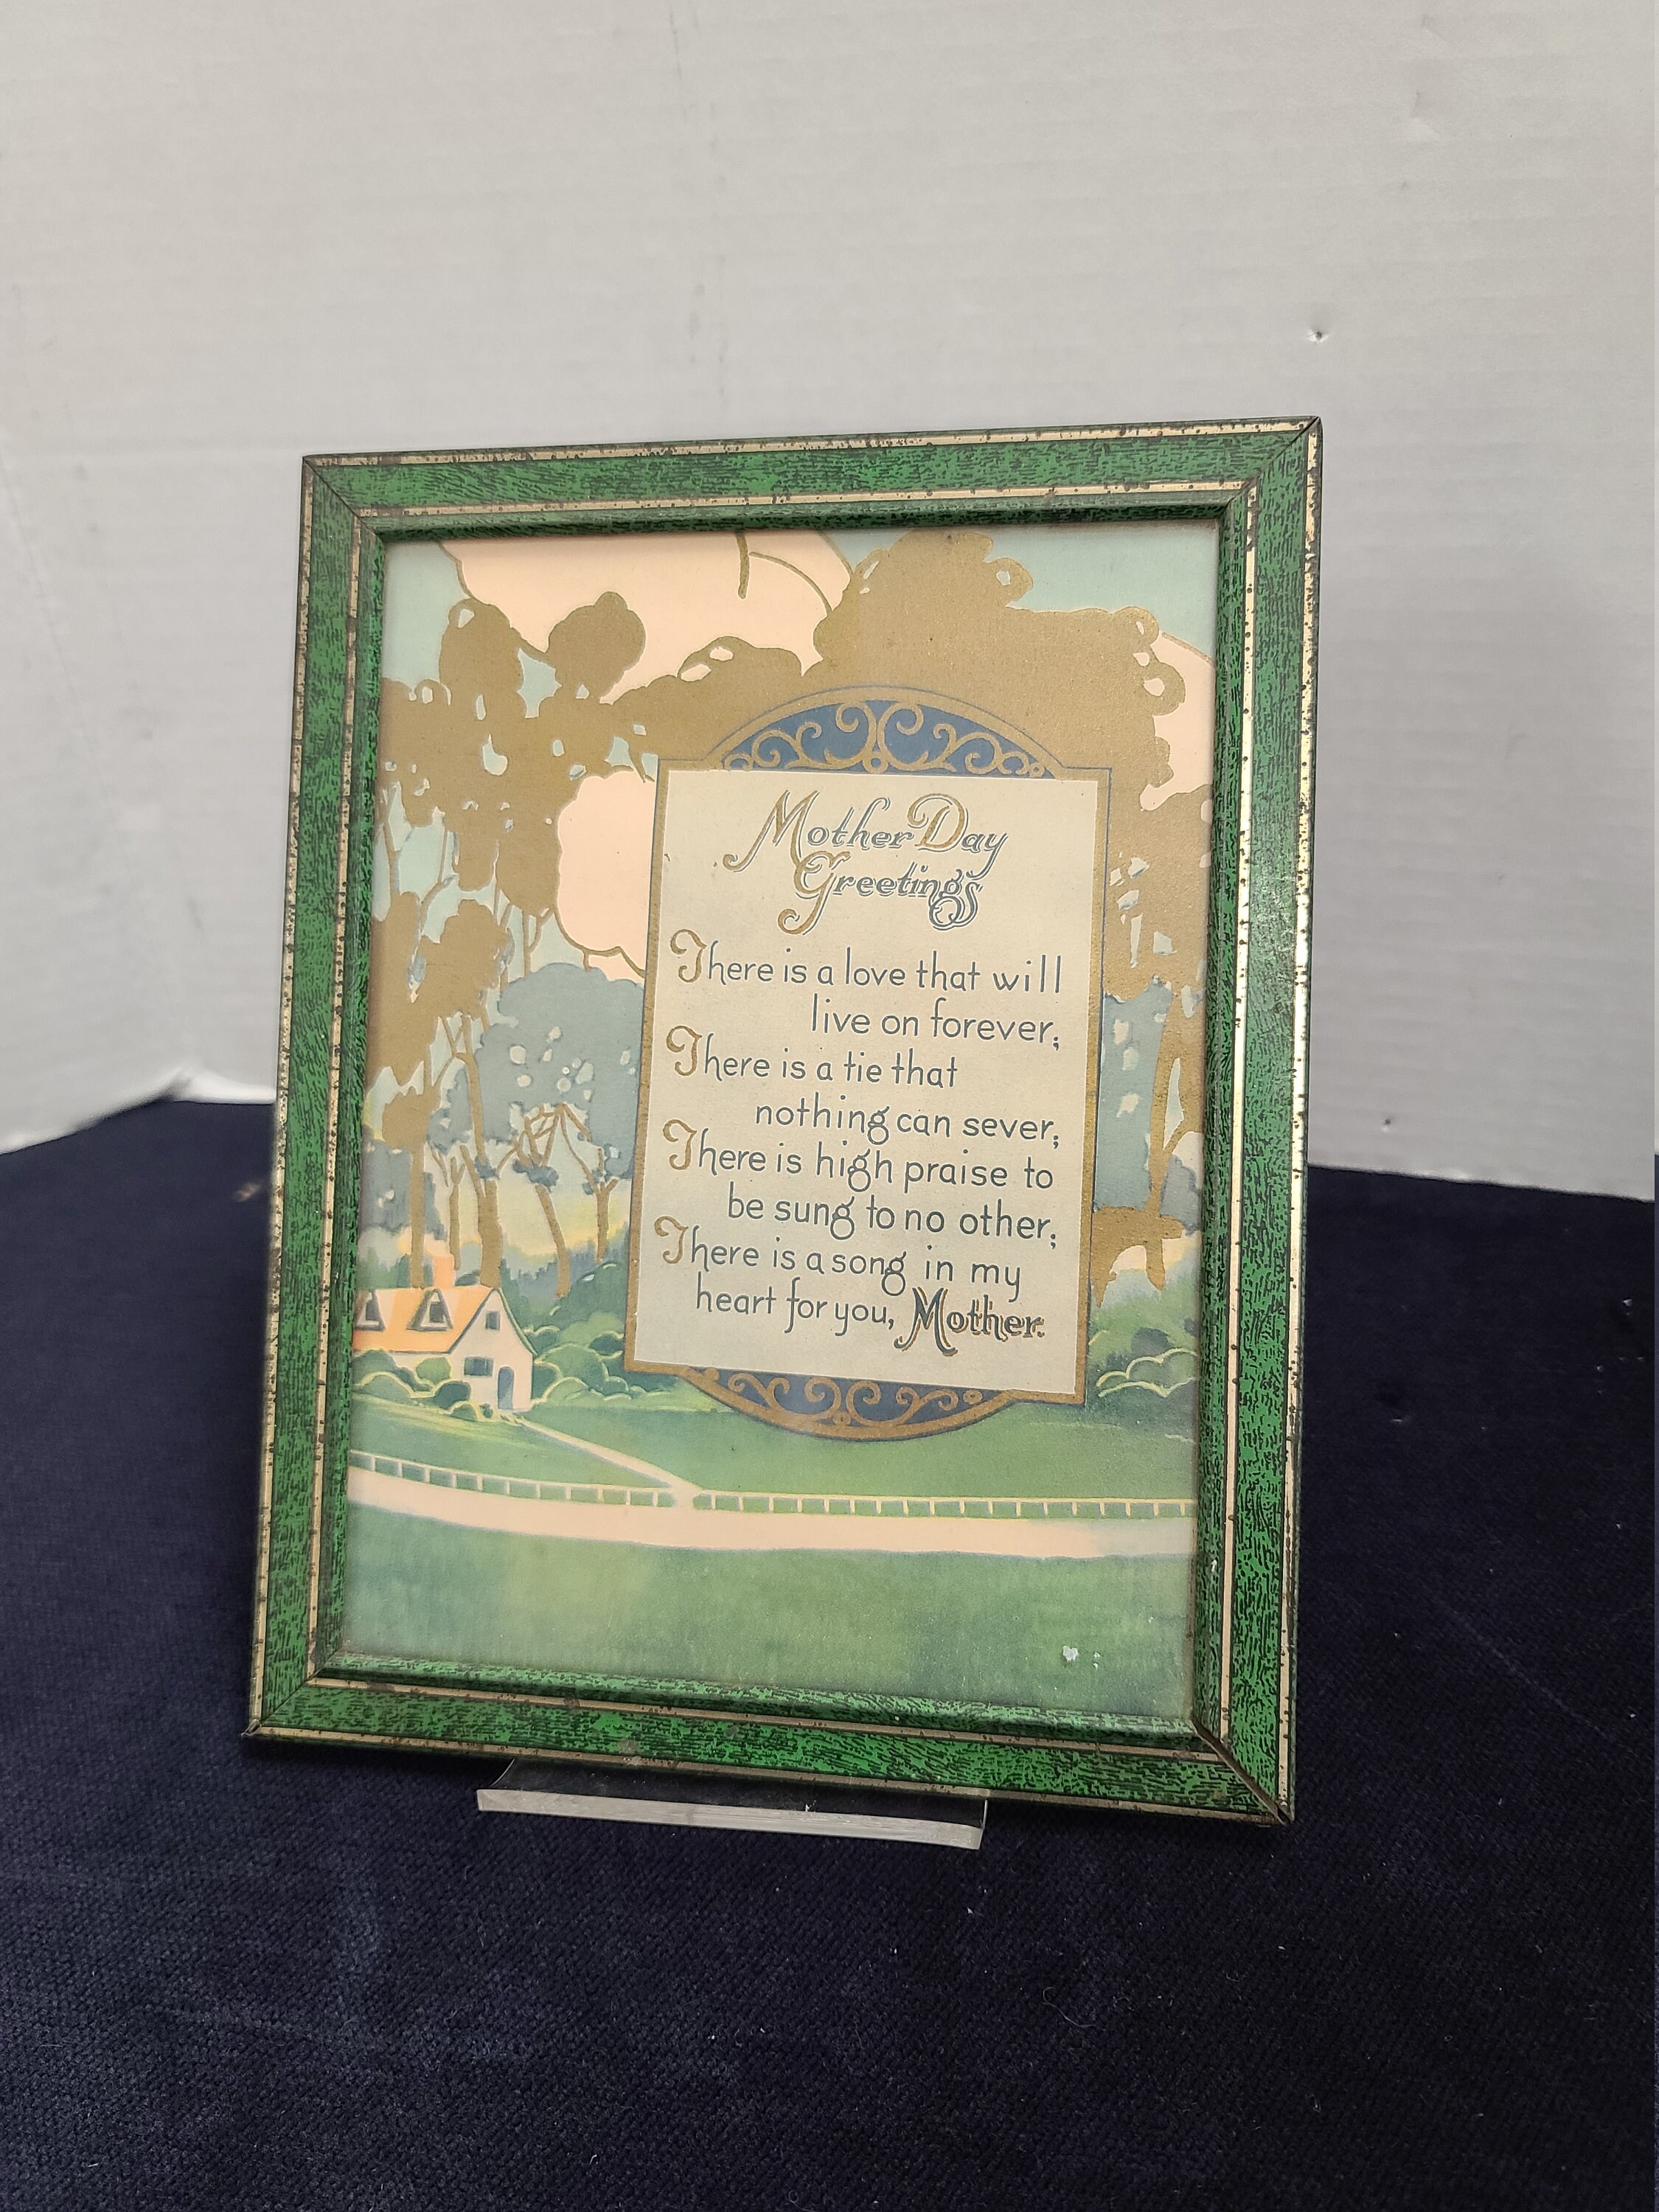 Mother Day
Greetings
There is a love that will
live on forever;
There is a tie that
nothing can sever;
There is high praise to
be sung to no other;
There is a song in my
heart for you, Mother.